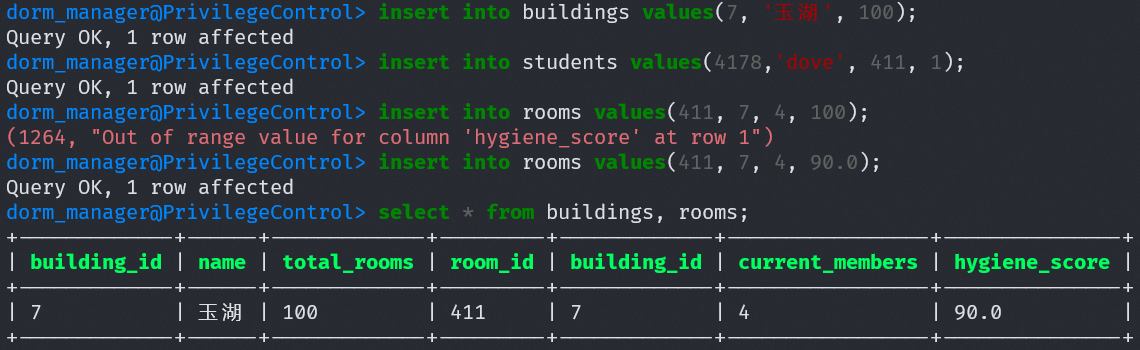 dorm_manager@PrivilegeControl> insert into buildings values(7, '玉湖', 100);
Query OK, 1 row affected
dorm_manager@PrivilegeControl> insert into students values(4178,'dove', 411, 1);
Query OK, 1 row affected
dorm_manager@PrivilegeControl> insert into rooms values(411, 7, 4, 100);
(1264, "Out of range value for column 'hygiene_score' at row 1")
dorm_manager@PrivilegeControl> insert into rooms values(411, 7, 4, 90.0);
Query OK, 1 row affected
dorm_manager@PrivilegeControl> select * from buildings, rooms;
+-------------+------+-------------+---------+-------------+-----------------+---------------+
| building_id | name | total_rooms | room_id | building_id | current_members | hygiene_score |
+-------------+------+-------------+---------+-------------+-----------------+---------------+
| 7           | 玉湖 | 100         | 411     | 7           | 4               | 90.0          |
+-------------+------+-------------+---------+-------------+-----------------+---------------+